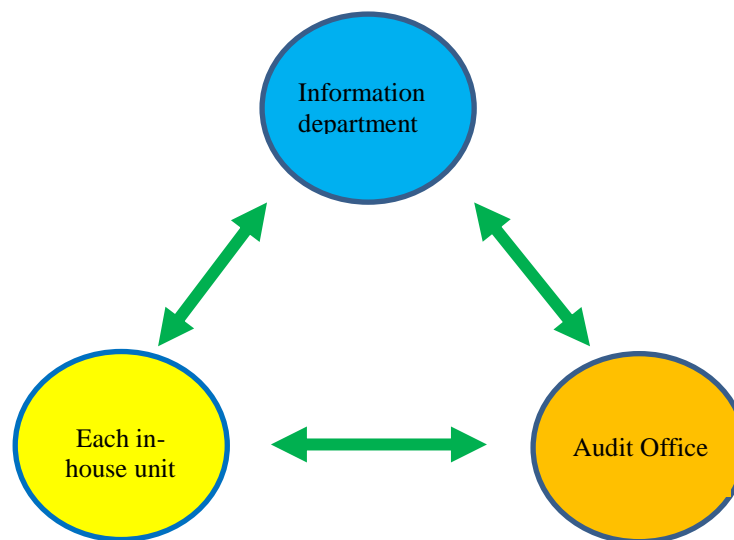 Information
department
Each in-
house unit
Audit Office